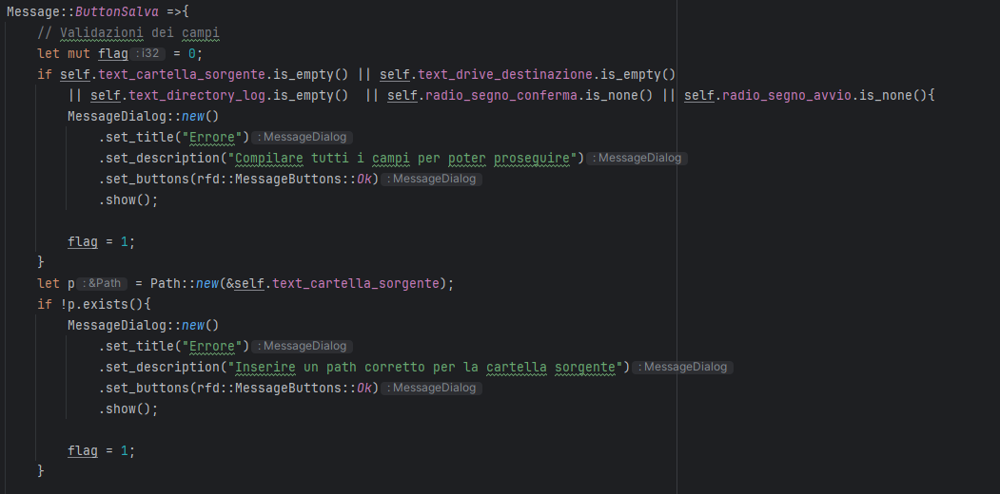 Message::ButtonSalva =>{
// Validazioni dei campi
let mut flag : i32 = 0;
if self.text_cartella_sorgente.is_empty() || self.text_drive_destinazione.is_empty()
|| self.text_directory_log.is_empty()  || self.radio_segno_conferma.is_none() || self.radio_segno_avvio.is_none(){
MessageDialog::new()
.set_title("Errore") : MessageDialog
.set_description("Compilare tutti i campi per poter proseguire") : MessageDialog
.set_buttons(rfd::MessageButtons::Ok) : MessageDialog
.show();
flag = 1;
}
let p : &Path = Path::new(&self.text_cartella_sorgente);
if !p.exists(){
MessageDialog::new()
.set_title("Errore") : MessageDialog
.set_description("Inserire un path corretto per la cartella sorgente") : MessageDialog
.set_buttons(rfd::MessageButtons::Ok) : MessageDialog
.show();
flag = 1;
}